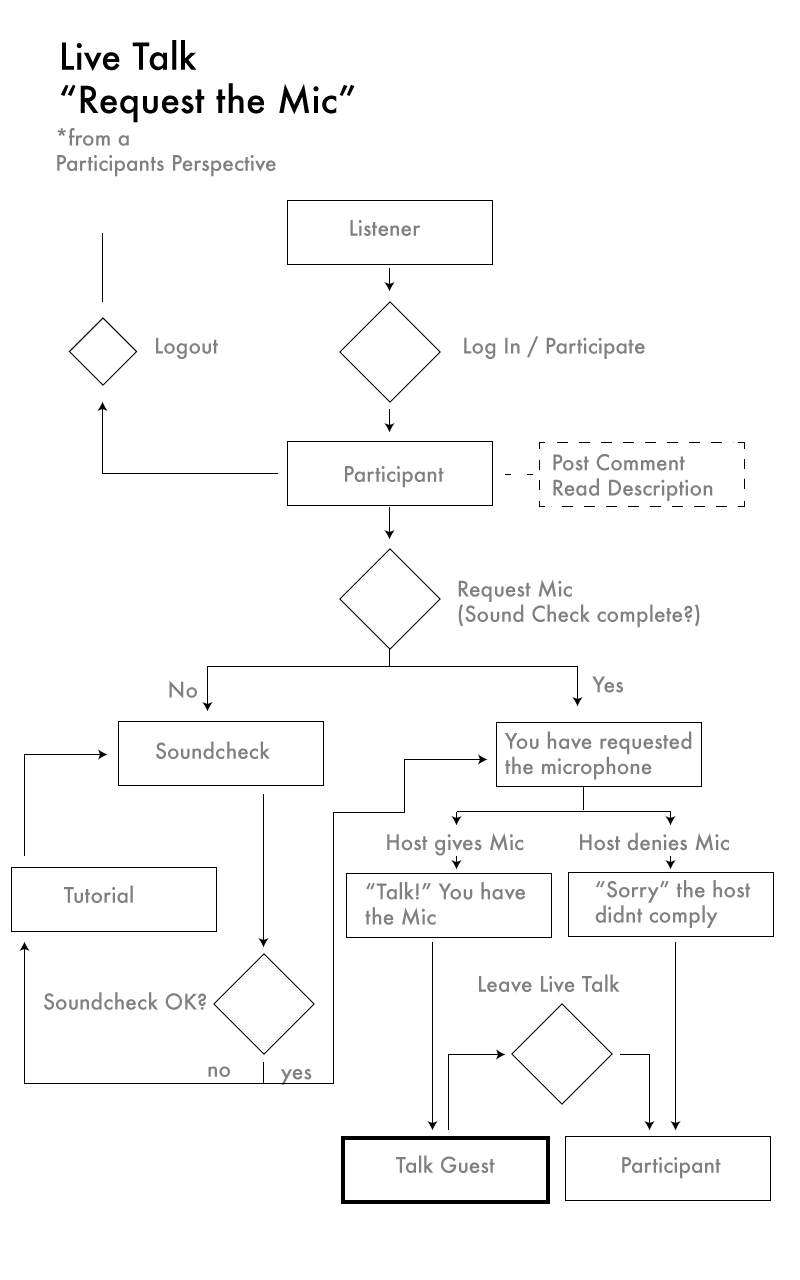 Live Talk
“Request the Mic”
*from a
Participants Perspective
Listener
Logout
Log In / Participate
Participant
Post Comment
Read Description
Request Mic
(Sound Check complete?)
No
Yes
Soundcheck
You have requested
the microphone
Host gives Mic
Host denies Mic
Tutorial
“Talk!” You have
the Mic
“Sorry” the host
didnt comply
Leave Live Talk
Soundcheck OK?
no
yes
Talk Guest
Participant